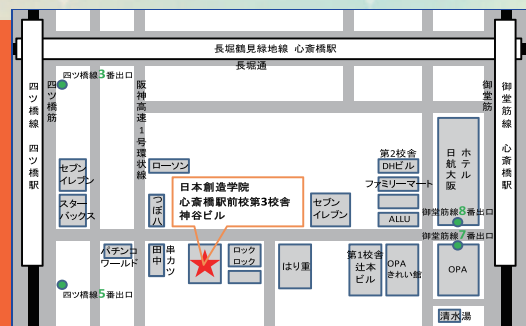 長堀鶴見緑地線 心斎橋駅
長堀通
四ツ橋線 四ツ橋駅
四ツ橋筋
四ツ橋線3番出口
阪神高速1号環状線
御堂筋
御堂筋線 心斎橋駅
セブン
イレブン
スター
バックス
ローソン
つぼ八
日本創造学院
心斎橋駅前校第3校舎
神谷ビル
セブン
イレブン
第2校舎
DHビル
ファミリーマート
ALLU
ホテル
日航大阪
御堂筋線8番出口
御堂筋線7番出口
パチンコ
ワールド
串カツ
田中
ロック
ロック
はり重
第1校舎
辻本
ビル
OPA
きれい館
OPA
四ツ橋線5番出口
清水湯